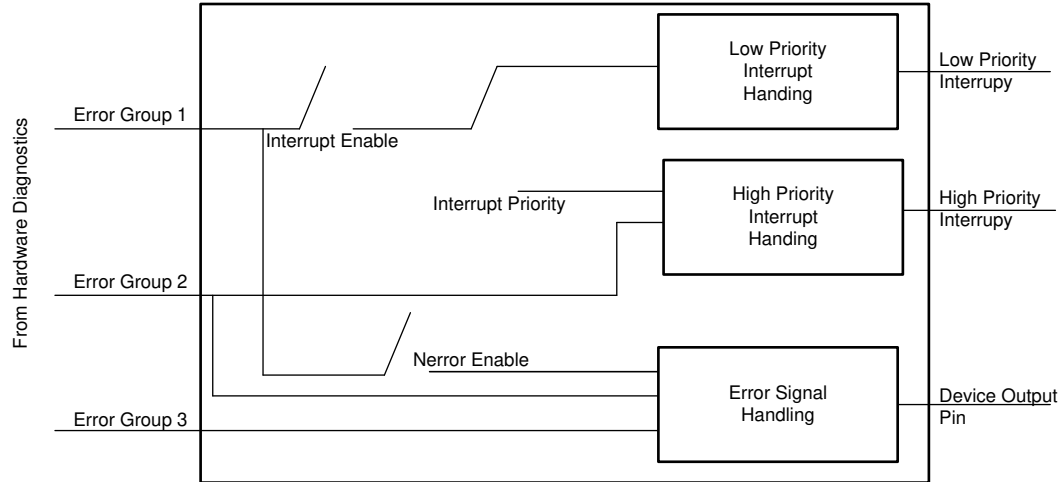 From Hardware Diagnostics
Error Group 1
Interrupt Enable
Low Priority
Interrupt
Handing
Low Priority
Interrupy
Interrupt Priority
High Priority
Interrupt
Handing
High Priority
Interrupy
Error Group 2
Nerror Enable
Error Signal
Handling
Device Output
Pin
Error Group 3